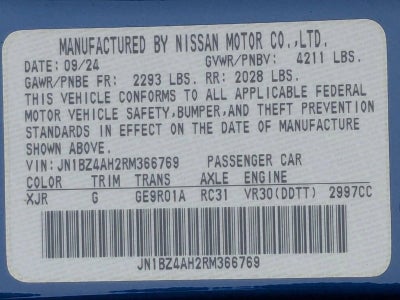 MANUFACTURED BY NISSAN MOTOR CO.,LTD.
DATE: 09/24 GVWR/PNBV: 4211 LBS.
GAWR/PNBE FR: 2293 LBS. RR: 2028 LBS.
THIS VEHICLE CONFORMS TO ALL APPLICABLE FEDERAL
MOTOR VEHICLE SAFETY, BUMPER, AND THEFT PREVENTION
STANDARDS IN EFFECT ON THE DATE OF MANUFACTURE
SHOWN ABOVE.
VIN: JN1BZ4AH2RM366769 PASSENGER CAR
COLOR TRIM TRANS AXLE ENGINE
XJR G GE9R01A RC31 VR30(DDTT) 2997CC
JN1BZ4AH2RM366769